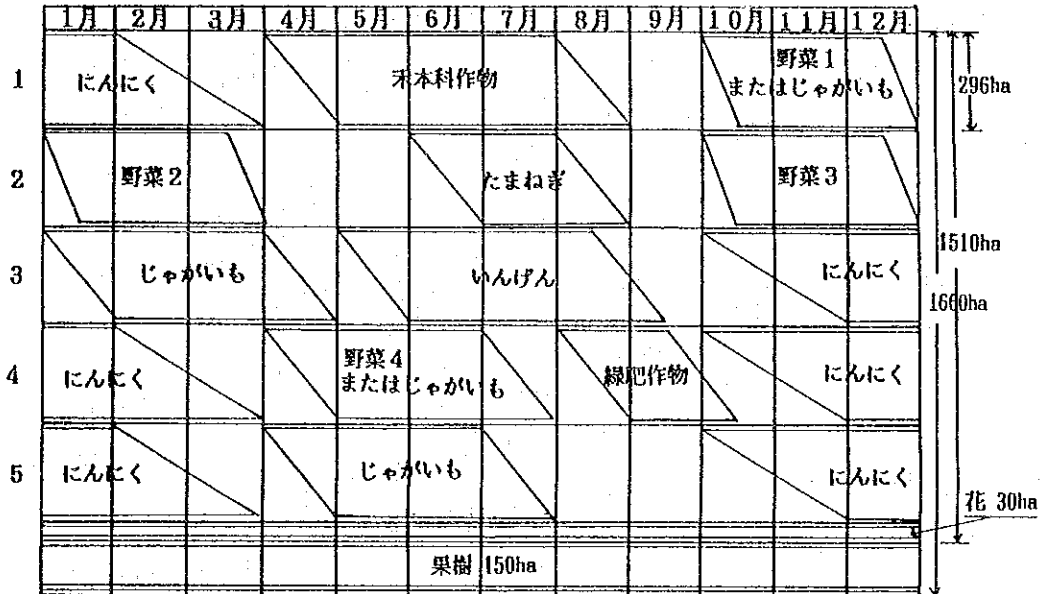 1月 2月 3月 4月 5月 6月 7月 8月 9月 10月 11月 12月
1 にんにく 禾本科作物 野菜1
またはじゃがいも
296ha
2 野菜2 たまねぎ 野菜3
1510ha
3 じゃがいも いんげん にんにく
1660ha
4 にんにく 野菜4
またはじゃがいも 緑肥作物 にんにく
5 にんにく じゃがいも にんにく
花 30ha
果樹 150ha